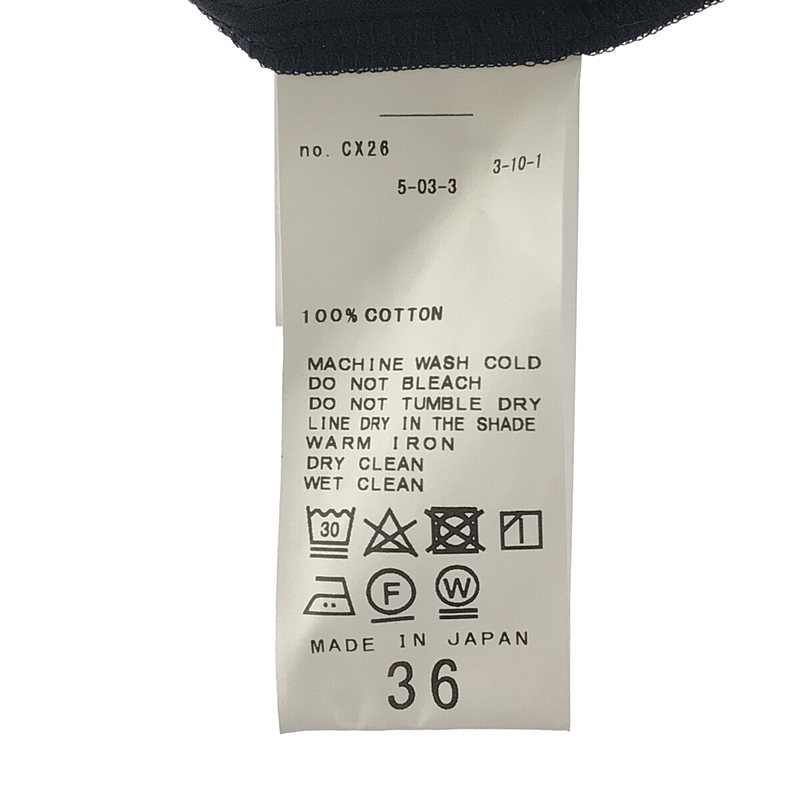 no. CX26
3-10-1
5-03-3
100% COTTON
MACHINE WASH COLD
DO NOT BLEACH
DO NOT TUMBLE DRY
LINE DRY IN THE SHADE
WARM IRON
DRY CLEAN
WET CLEAN
30
F W
MADE IN JAPAN
36